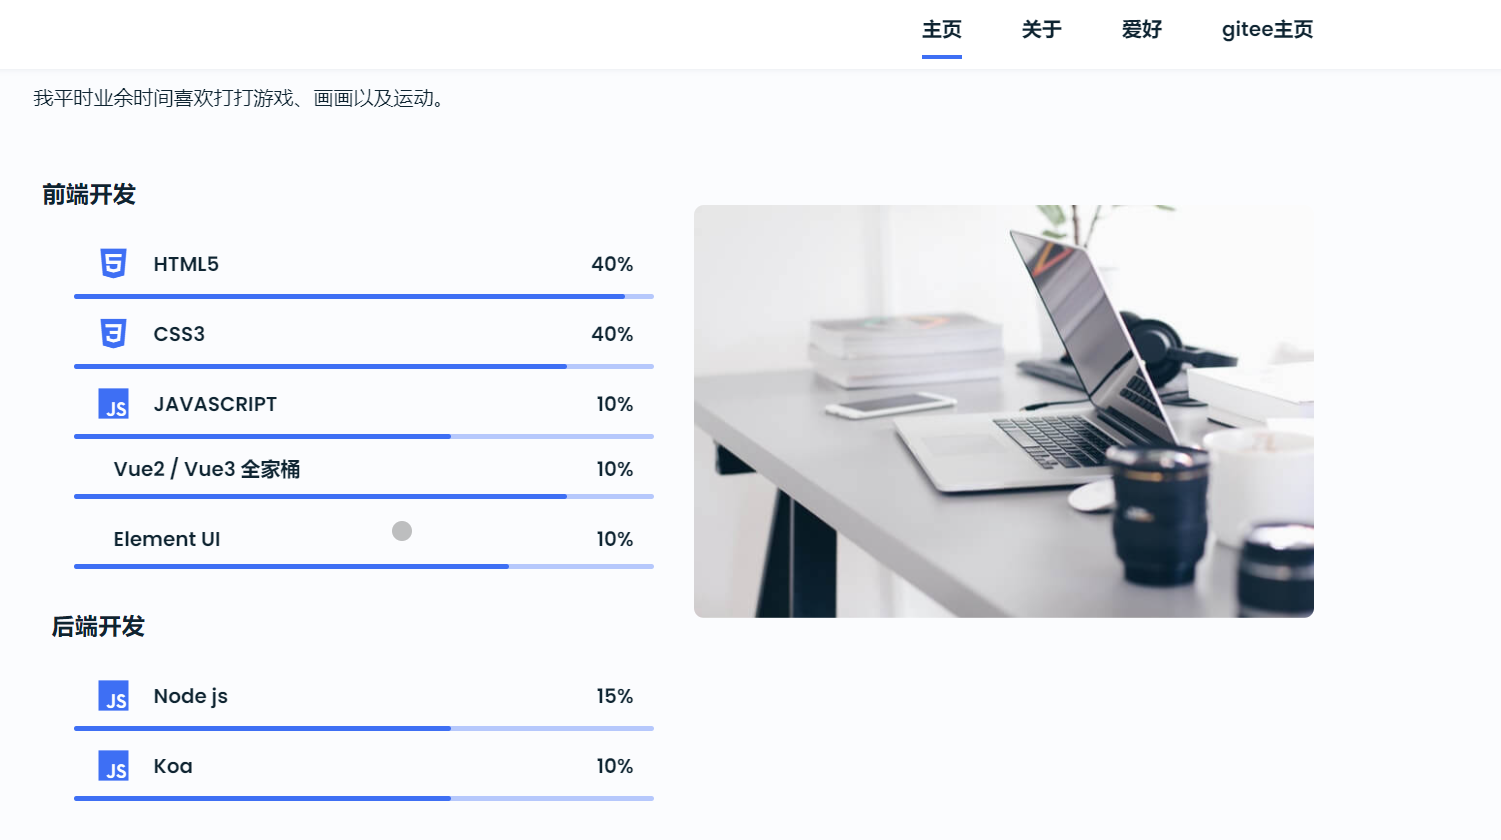 主页 关于 爱好 gitee主页
我平时业余时间喜欢打打游戏、画画以及运动。
前端开发
HTML5 40%
CSS3 40%
JS JAVASCRIPT 10%
Vue2 / Vue3 全家桶 10%
Element UI 10%
后端开发
JS Node js 15%
JS Koa 10%